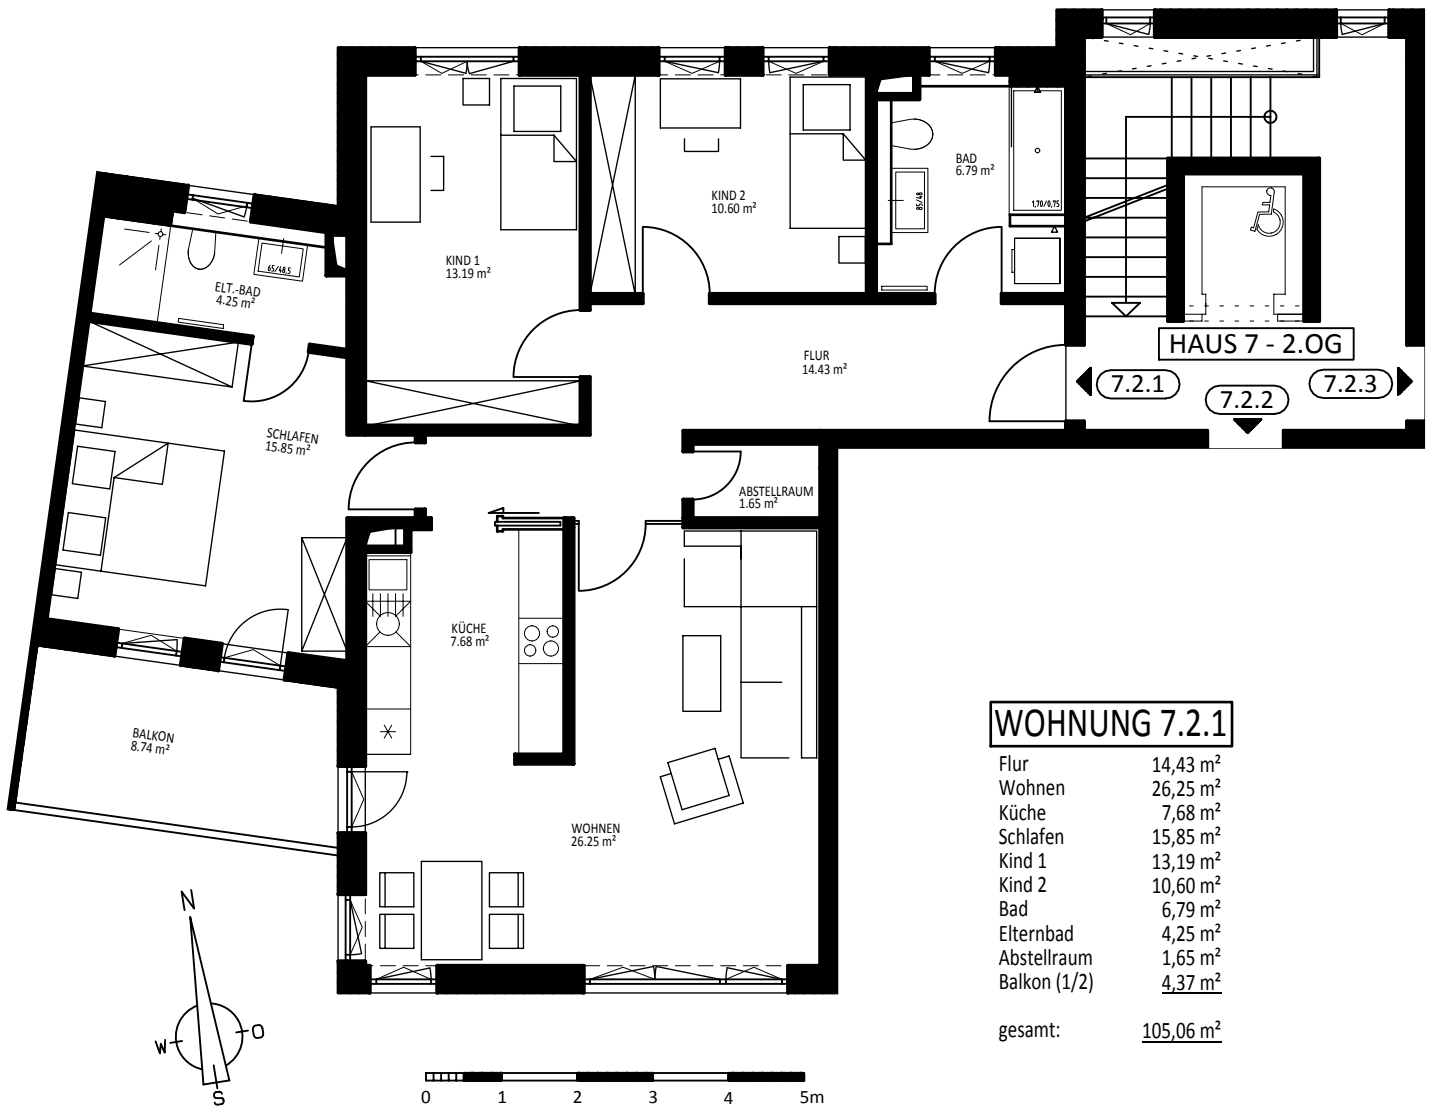 KIND 1
13.19 m²
KIND 2
10.60 m²
BAD
6.79 m²
85/48
1,70/0,75
65/48,5
ELT.-BAD
4.25 m²
FLUR
14.43 m²
HAUS 7 - 2.OG
7.2.1
7.2.2
7.2.3
SCHLAFEN
15.85 m²
ABSTELLRAUM
1.65 m²
KÜCHE
7.68 m²
BALKON
8.74 m²
WOHNEN
26.25 m²
WOHNUNG 7.2.1
Flur 14,43 m²
Wohnen 26,25 m²
Küche 7,68 m²
Schlafen 15,85 m²
Kind 1 13,19 m²
Kind 2 10,60 m²
Bad 6,79 m²
Elternbad 4,25 m²
Abstellraum 1,65 m²
Balkon (1/2) 4,37 m²
gesamt: 105,06 m²
N
W O
S
0 1 2 3 4 5m